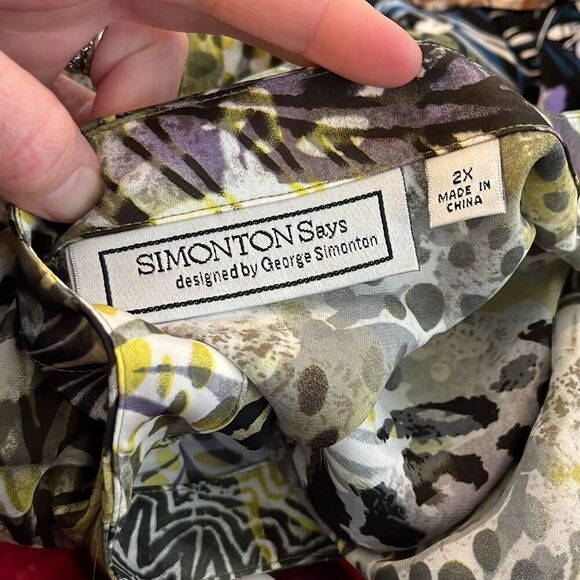 SIMONTON Says
designed by George Simonton
2X
MADE IN
CHINA